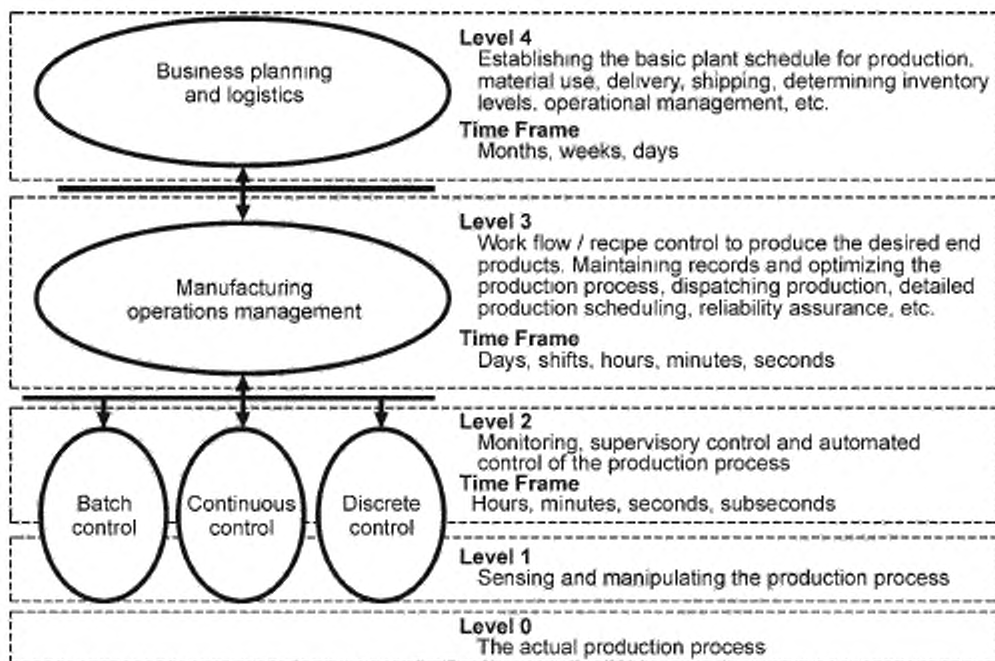 Business planning
and logistics
Level 4
Establishing the basic plant schedule for production,
material use, delivery, shipping, determining inventory
levels, operational management, etc.
Time Frame
Months, weeks, days
Manufacturing
operations management
Level 3
Work flow / recipe control to produce the desired end
products. Maintaining records and optimizing the
production process, dispatching production, detailed
production scheduling, reliability assurance, etc.
Time Frame
Days, shifts, hours, minutes, seconds
Batch
control
Continuous
control
Discrete
control
Level 2
Monitoring, supervisory control and automated
control of the production process
Time Frame
Hours, minutes, seconds, subseconds
Level 1
Sensing and manipulating the production process
Level 0
The actual production process